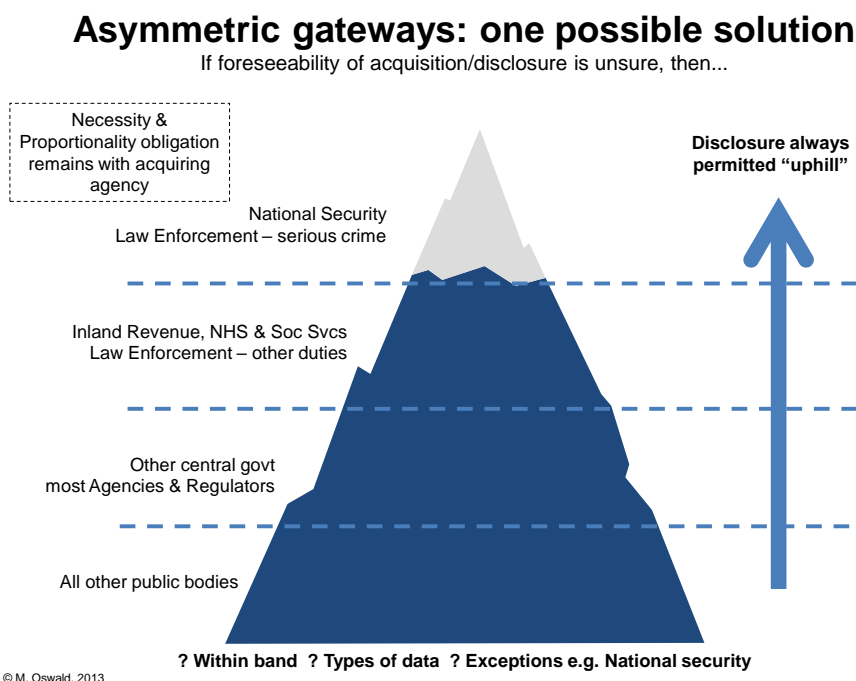 Asymmetric gateways: one possible solution
If foreseeability of acquisition/disclosure is unsure, then...
Necessity &
Proportionality obligation
remains with acquiring
agency
Disclosure always
permitted “uphill”
National Security
Law Enforcement – serious crime
Inland Revenue, NHS & Soc Svcs
Law Enforcement – other duties
Other central govt
most Agencies & Regulators
All other public bodies
? Within band ? Types of data ? Exceptions e.g. National security
© M. Oswald, 2013